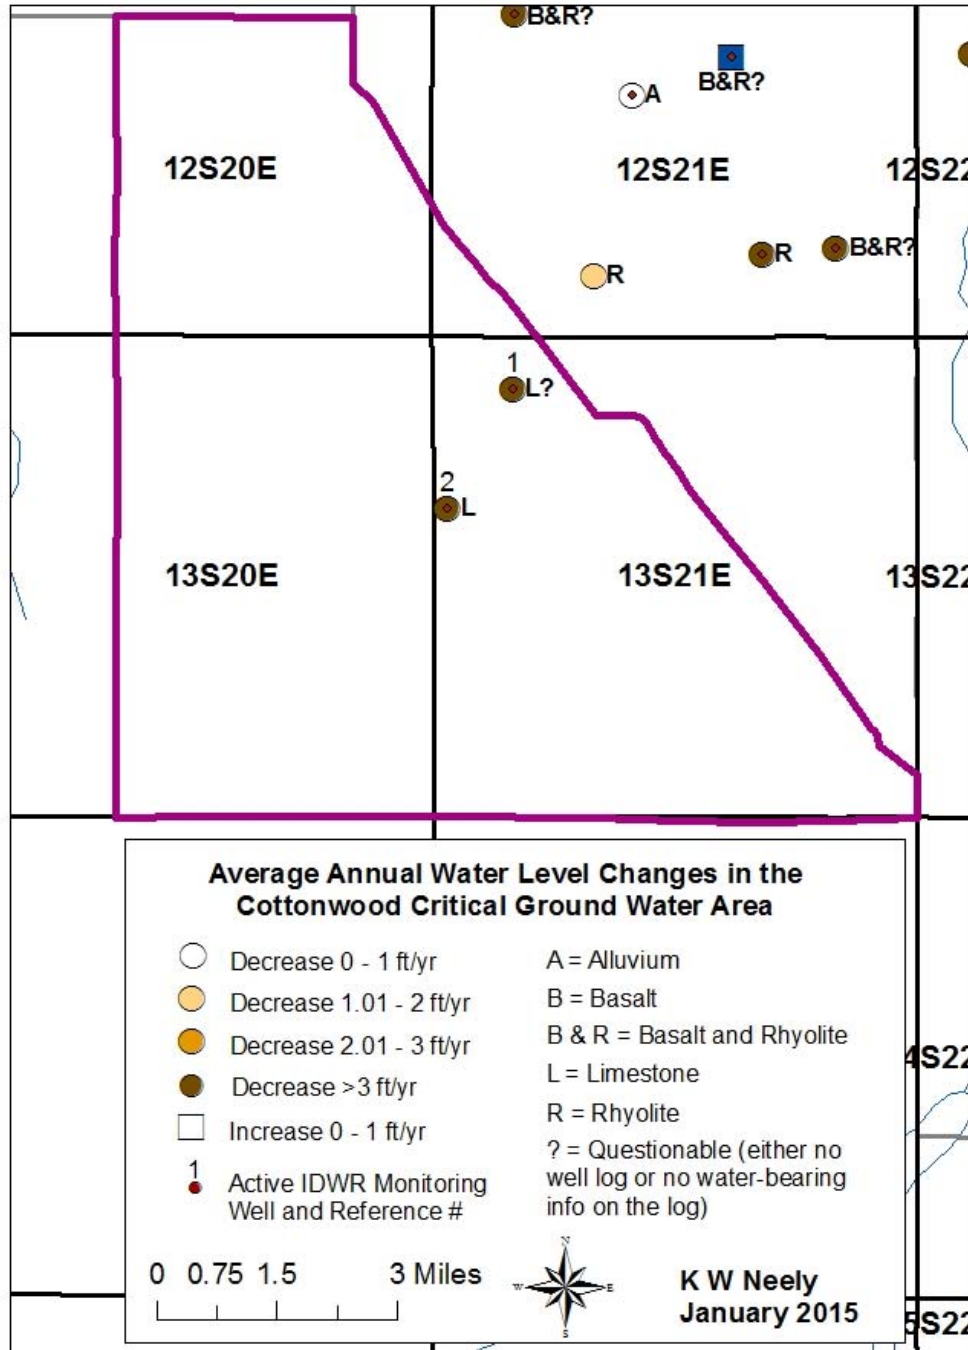 B&R?
B&R?
A
12S20E
12S21E
12S22
B&R?
R
R
1
L?
2
L
13S20E
13S21E
13S22
Average Annual Water Level Changes in the
Cottonwood Critical Ground Water Area
Decrease 0 - 1 ft/yr
Decrease 1.01 - 2 ft/yr
Decrease 2.01 - 3 ft/yr
Decrease >3 ft/yr
Increase 0 - 1 ft/yr
1
Active IDWR Monitoring
Well and Reference #
A = Alluvium
B = Basalt
B & R = Basalt and Rhyolite
L = Limestone
R = Rhyolite
? = Questionable (either no
well log or no water-bearing
info on the log)
4S22
0 0.75 1.5 3 Miles
N
W E
S
K W Neely
January 2015
5S22